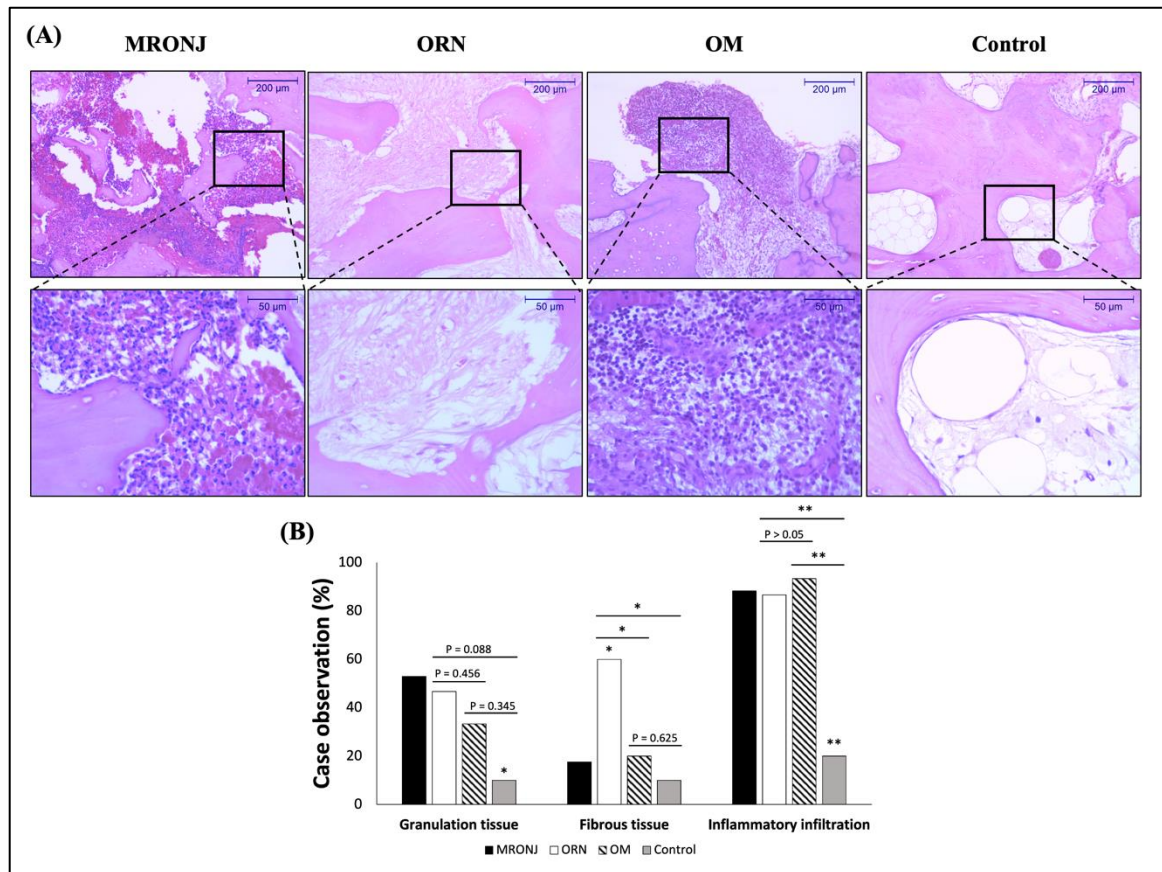 (A)
MRONJ ORN OM Control
200 µm 200 µm 200 µm 200 µm
50 µm 50 µm 50 µm 50 µm
(B)
**
P > 0.05
**
100
80
60
40
20
0
Case observation (%)
P = 0.088
P = 0.456
P = 0.345
*
*
*
*
P = 0.625
**
Granulation tissue Fibrous tissue Inflammatory infiltration
MRONJ ORN OM Control